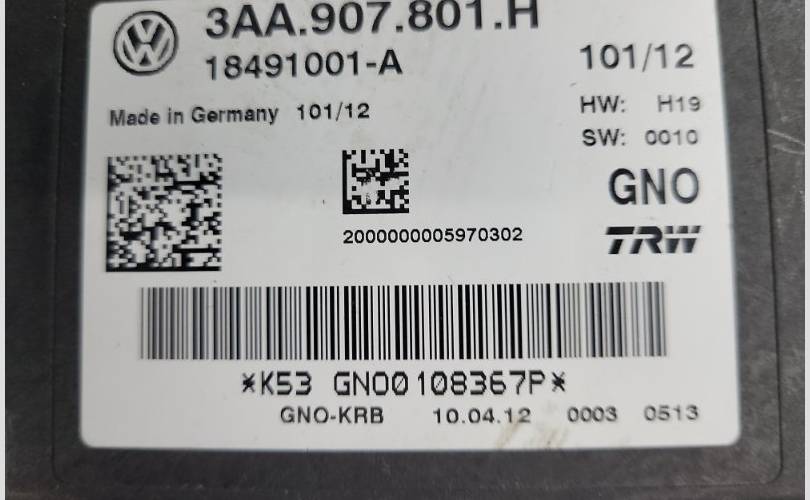 3AA.907.801.H
18491001-A 101/12
Made in Germany 101/12 HW: H19
SW: 0010
GNO
2000000005970302 TRW
*K53 GNO0108367P*
GNO-KRB 10.04.12 0003 0513